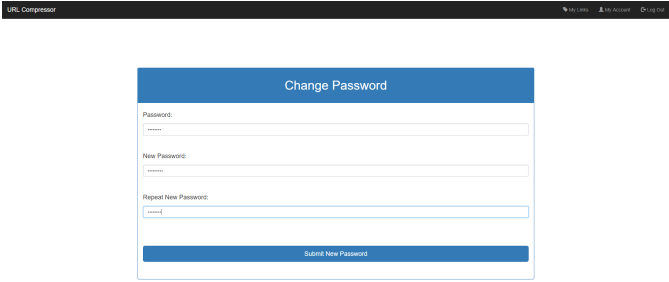 URL Compressor
My Links My Account Log Out
Change Password
Password:
New Password:
Repeat New Password:
Submit New Password